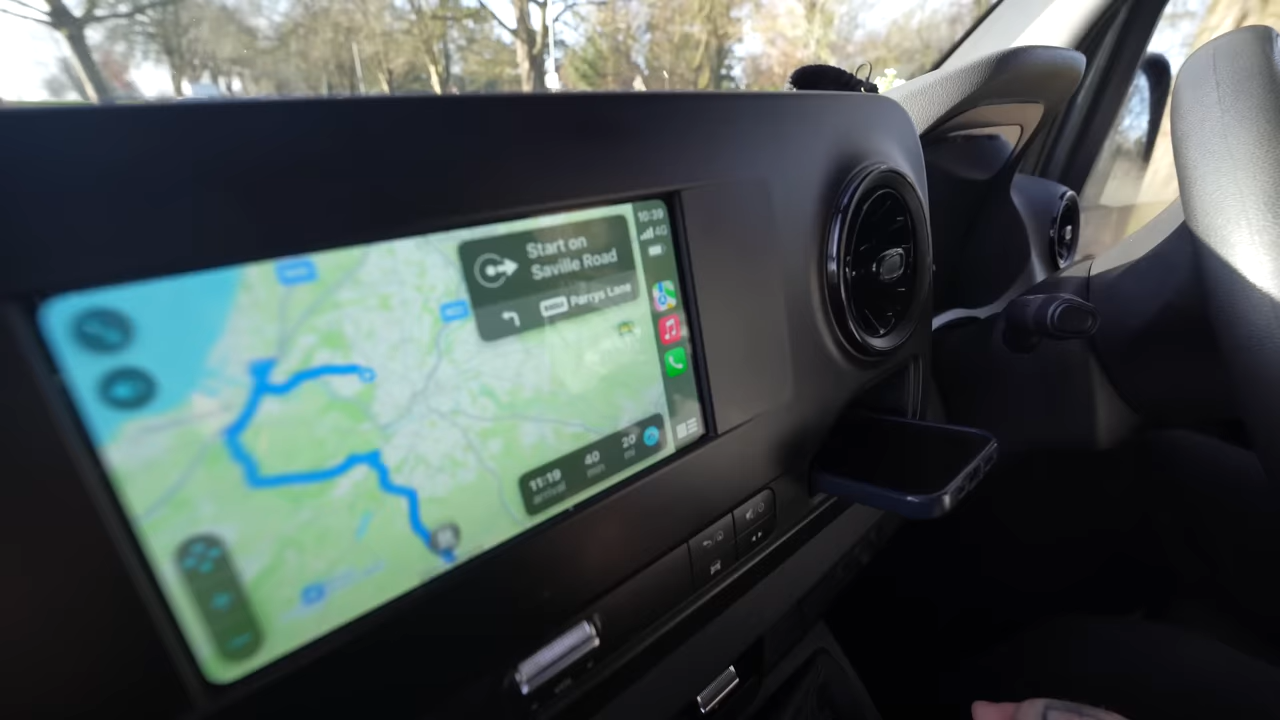 10:39
4G
Start on
Saville Road
Parrys Lane
11:19
arrival
40
min
20
mi